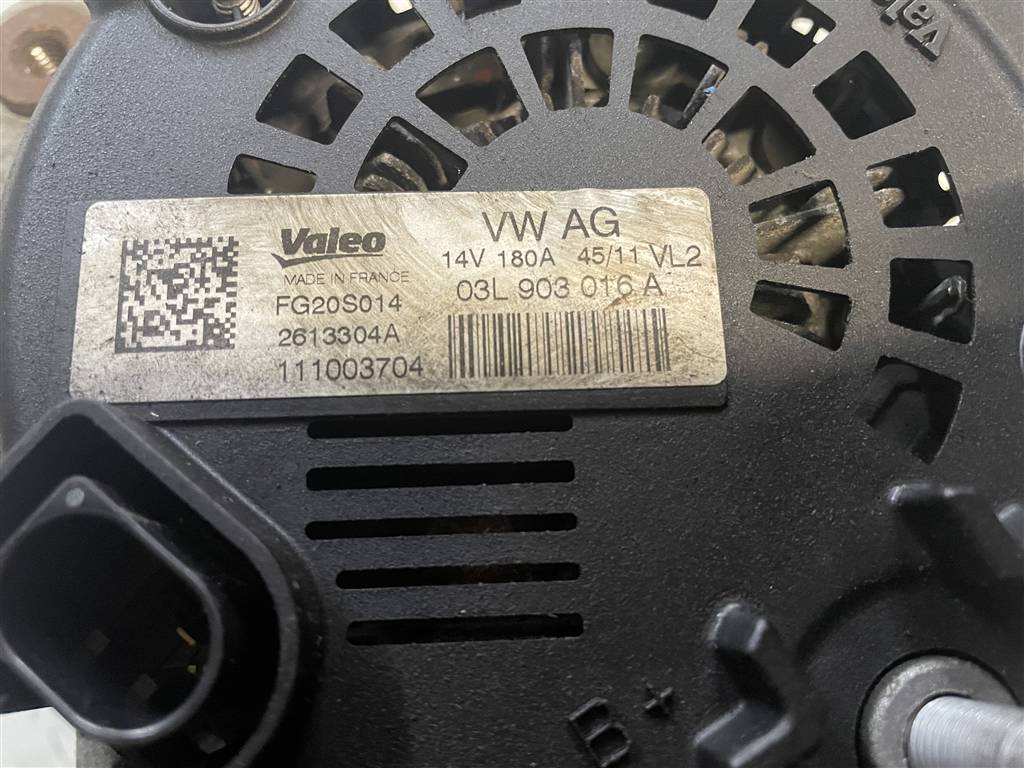 Valeo
MADE IN FRANCE
FG20S014
2613304A
111003704
VW AG
14V 180A 45/11 VL2
03L 903 016 A
B+